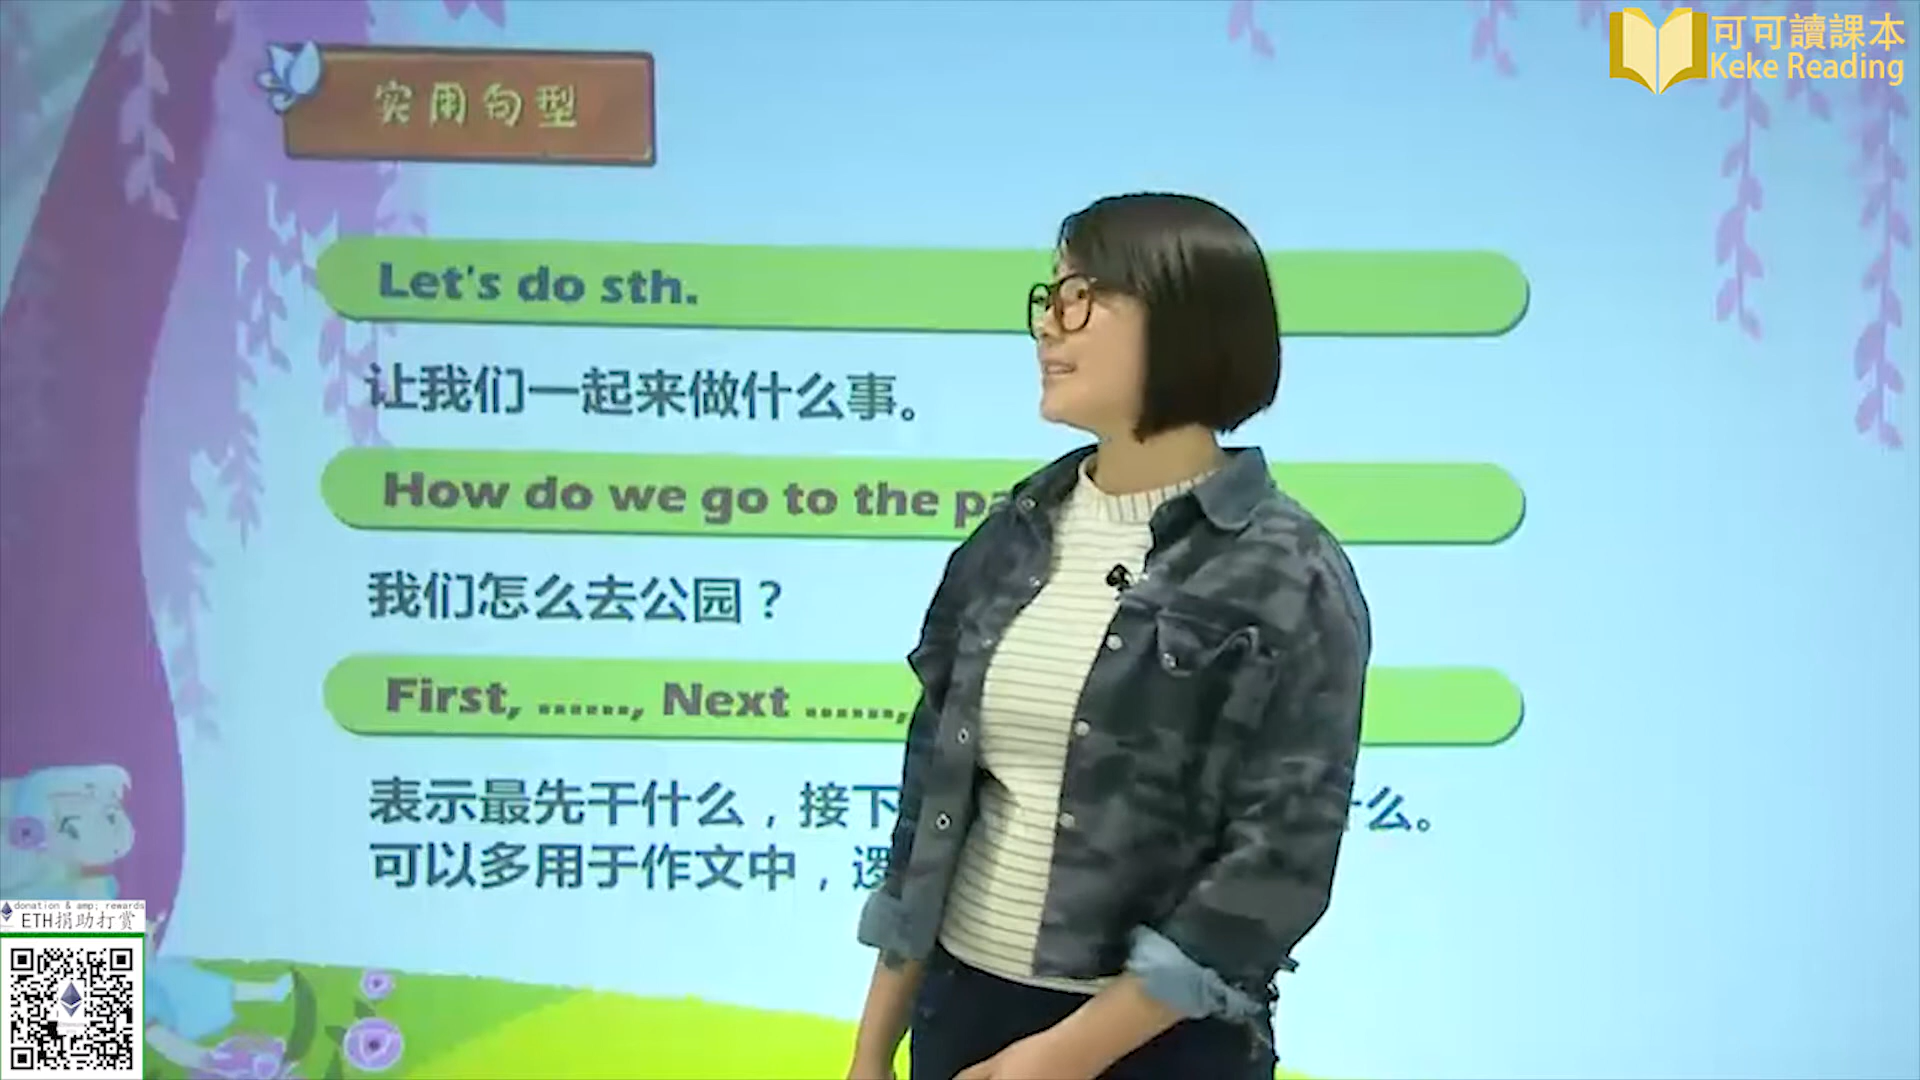 可可讀課本
Keke Reading
实用句型
Let's do sth.
让我们一起来做什么事。
How do we go to the
我们怎么去公园？
First, ......, Next ......,
表示最先干什么，接下 么。
可以多用于作文中，
donation & amp; rewards
ETH捐助打赏